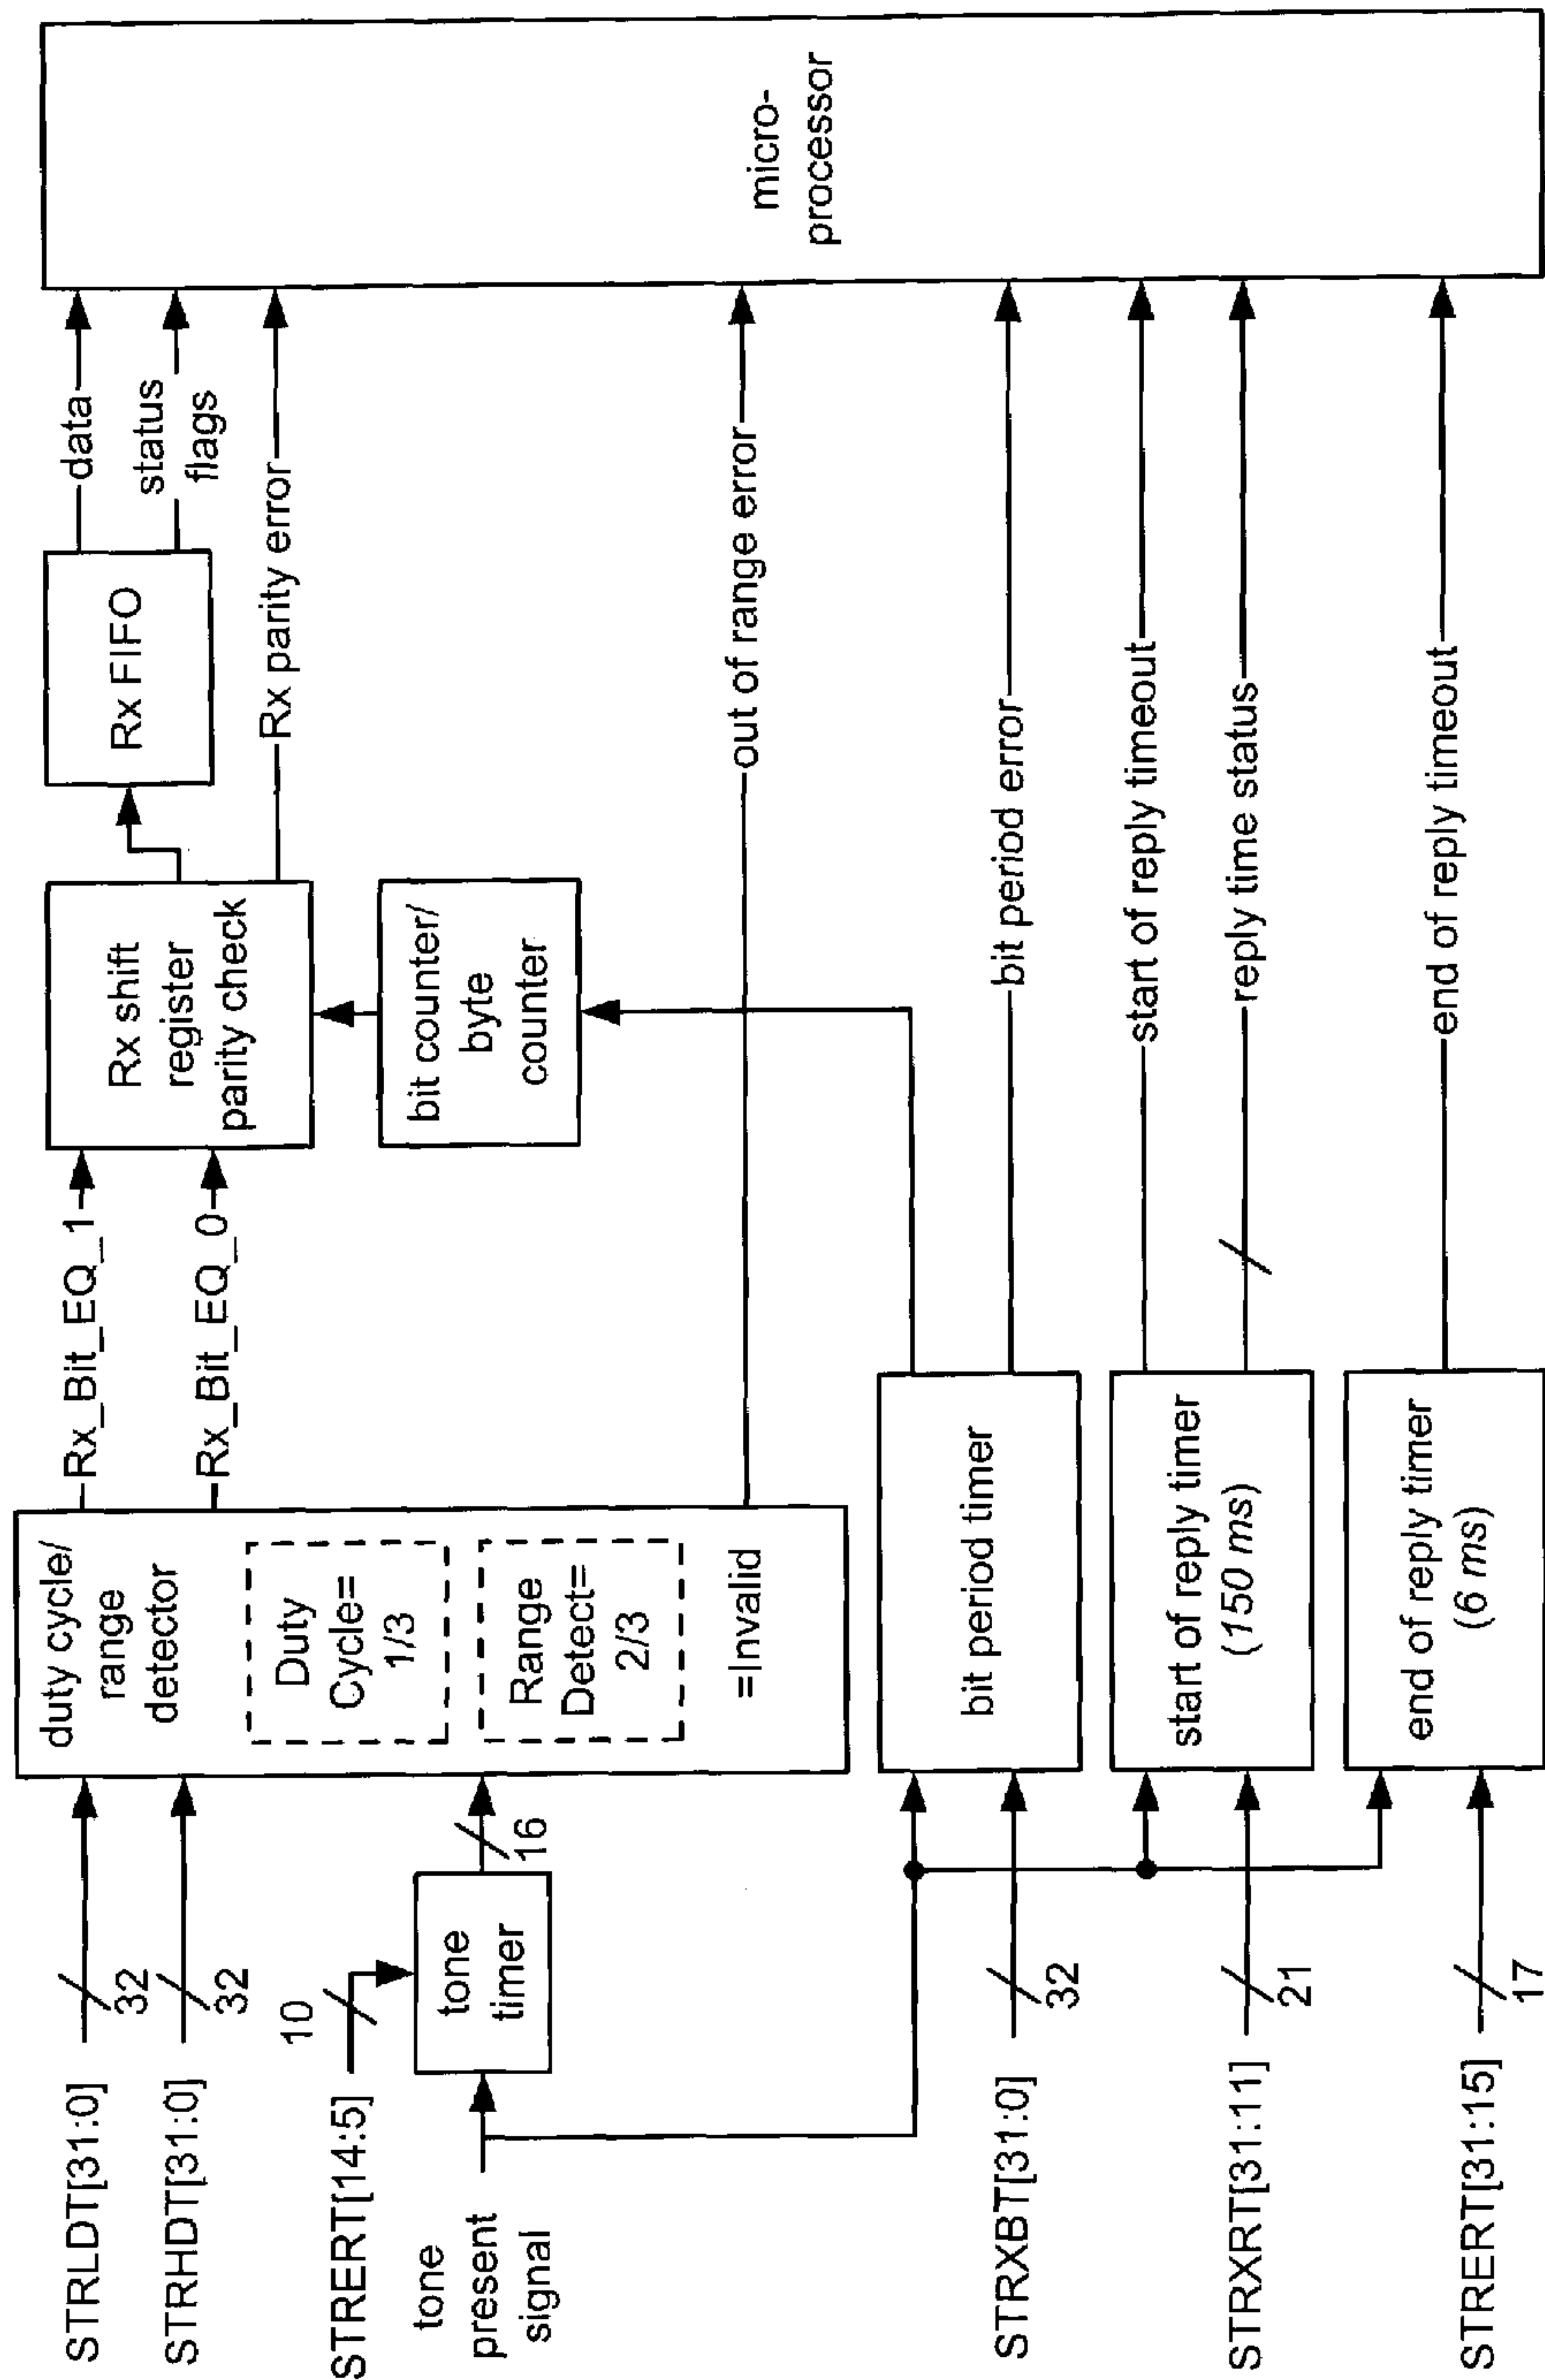 STRLDT[31:0]
32
STRHDT[31:0]
32
STRERT[14:5]
10
tone
present
signal
tone
timer
16
duty cycle/
range
detector
Duty
Cycle=
1/3
Range
Detect=
2/3
=Invalid
Rx_Bit_EQ_1
Rx_Bit_EQ_0
Rx shift
register
parity check
bit counter/
byte
counter
Rx FIFO
data
status
flags
Rx parity error
out of range error
STRXBT[31:0]
32
bit period timer
bit period error
STRXRT[31:11]
21
start of reply timer
(150 ms)
start of reply timeout
reply time status
STRERT[31:15]
17
end of reply timer
(6 ms)
end of reply timeout
micro-
processor